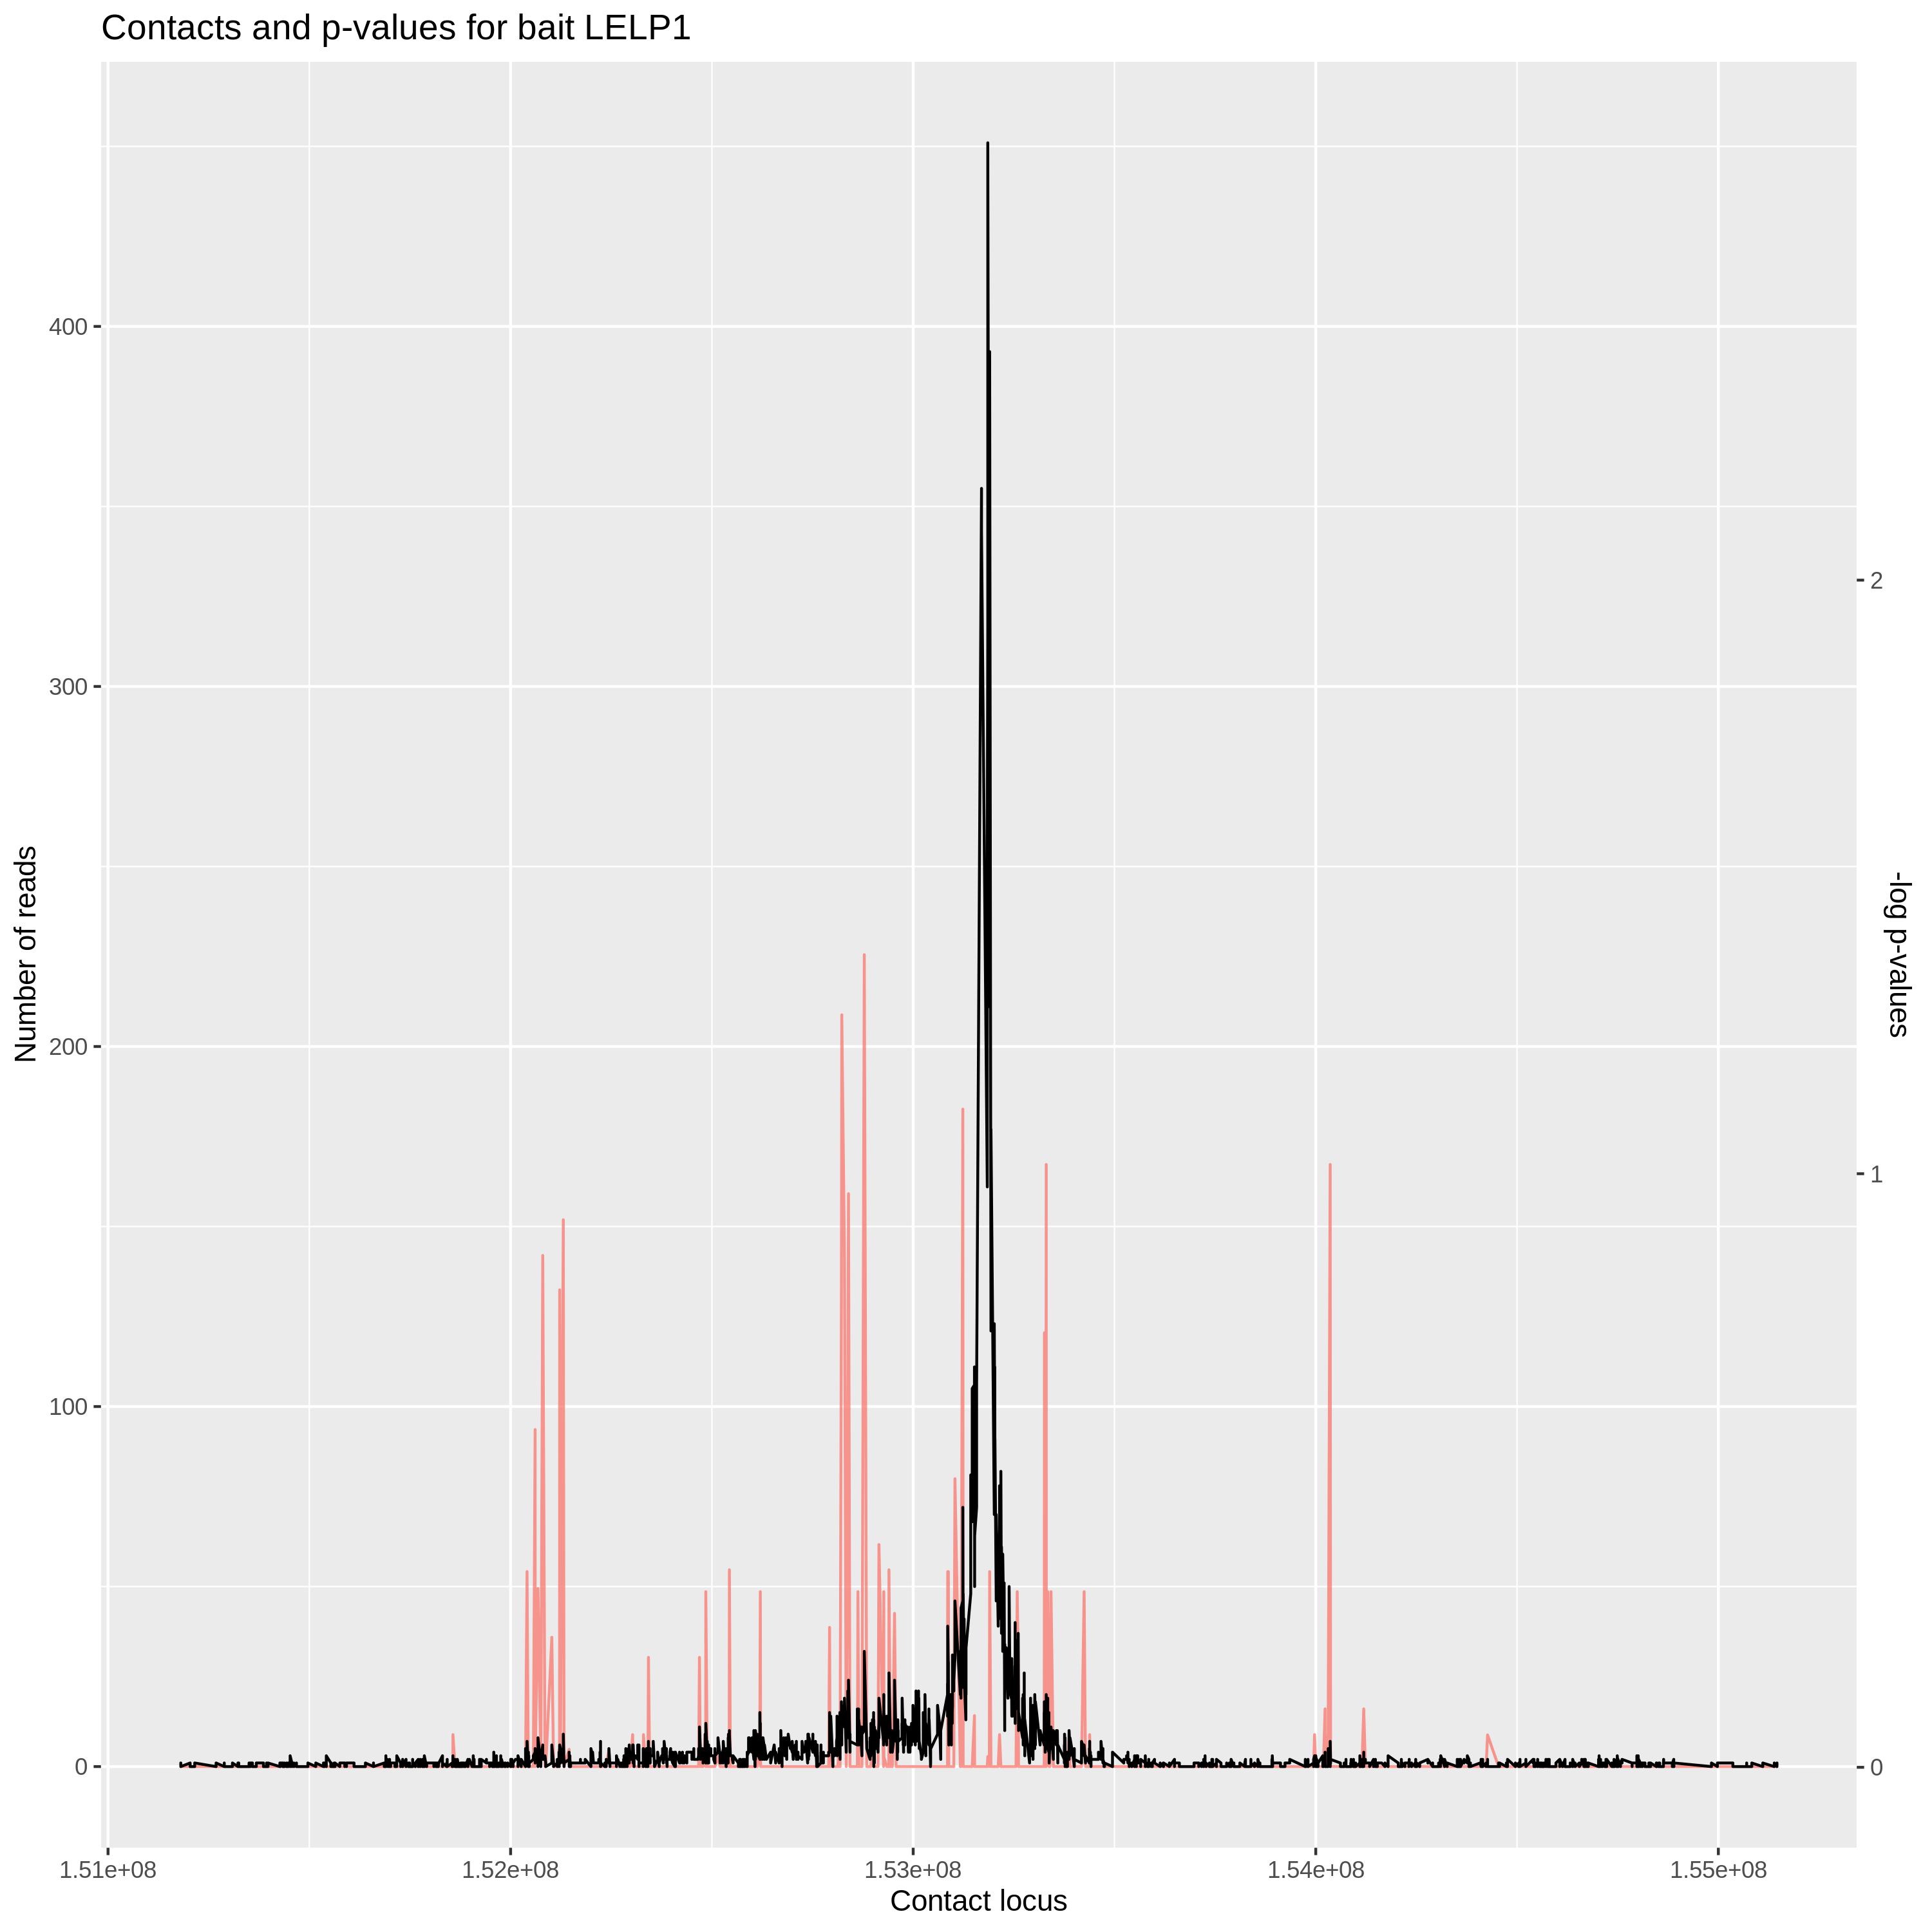 Contacts and p-values for bait LELP1
Number of reads
400
300
200
100
0
2
1
0
-log p-values
1.51e+08
1.52e+08
1.53e+08
1.54e+08
1.55e+08
Contact locus